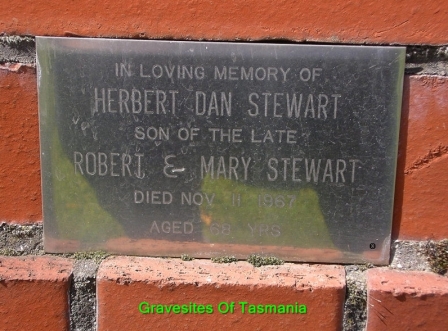 IN LOVING MEMORY OF
HERBERT DAN STEWART
SON OF THE LATE
ROBERT & MARY STEWART
DIED NOV 11 1967
AGED 68 YRS
Gravesites Of Tasmania